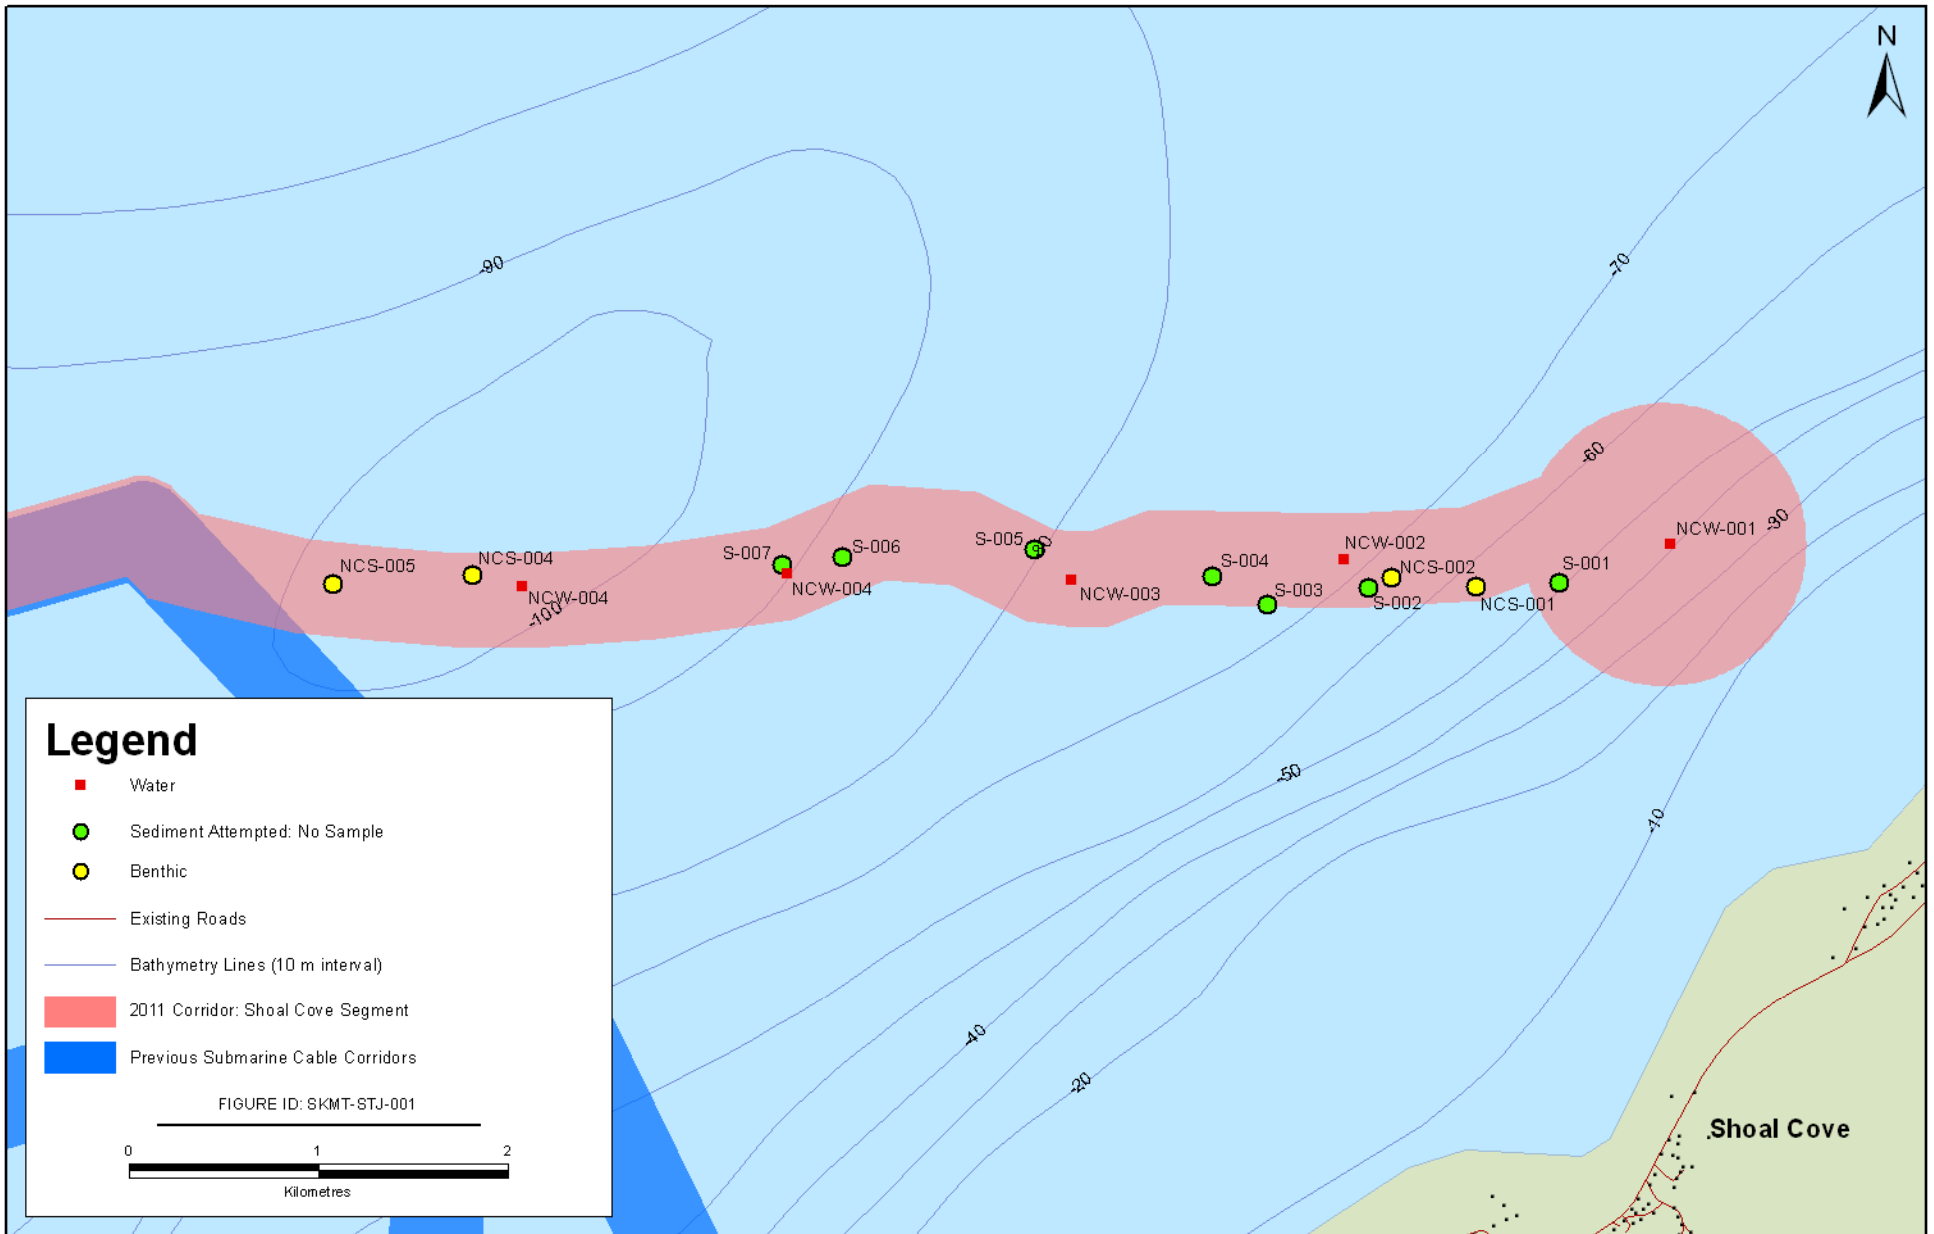 N
-90
-70
-60
-30
NCW-001
NCW-002
S-005
90
S-006
S-007
NCS-004
NCS-005
S-004
S-001
NCS-002
S-003
S-002
NCS-001
NCW-003
NCW-004
NCW-004
-100
-50
-10
-40
-20
Shoal Cove
Legend
Water
Sediment Attempted: No Sample
Benthic
Existing Roads
Bathymetry Lines (10 m interval)
2011 Corridor: Shoal Cove Segment
Previous Submarine Cable Corridors
FIGURE ID: SKMT-STJ-001
0 1 2
Kilometres